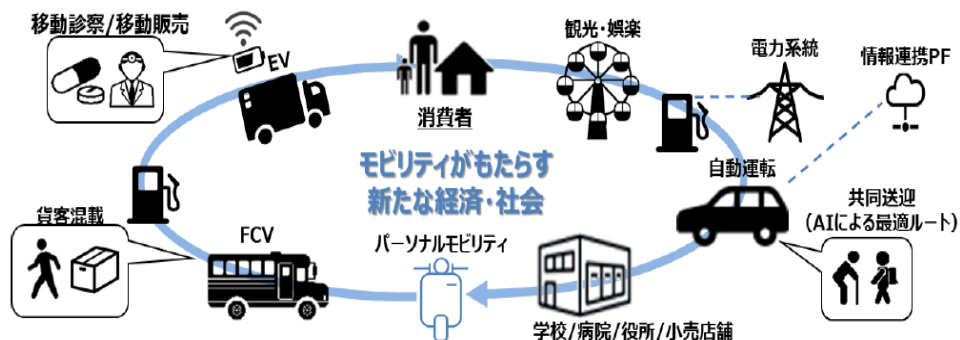 移動診察/移動販売
EV
消費者
観光・娯楽
電力系統
情報連携PF
モビリティがもたらす
新たな経済・社会
自動運転
共同送迎
(AIによる最適ルート)
貨客混載
FCV
パーソナルモビリティ
学校/病院/役所/小売店舗